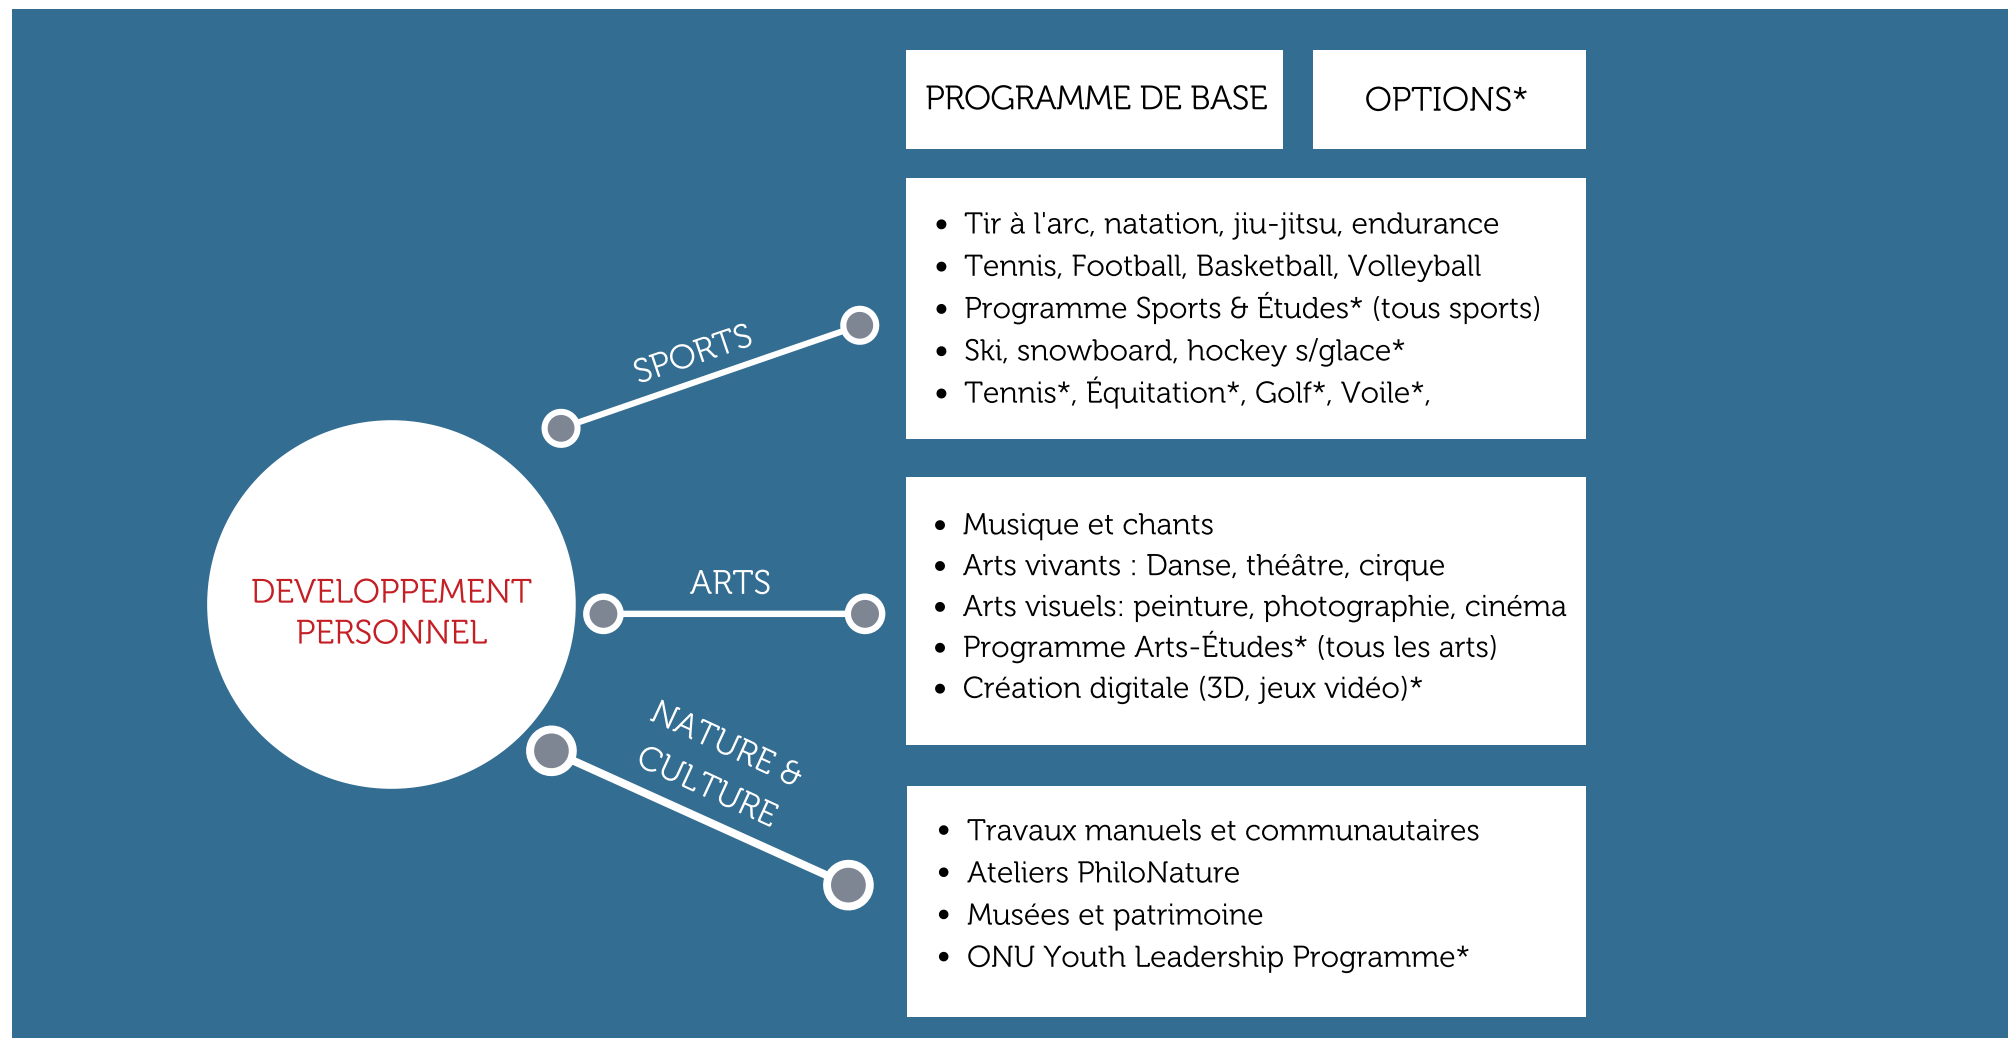 PROGRAMME DE BASE
OPTIONS*
SPORTS
• Tir à l'arc, natation, jiu-jitsu, endurance
• Tennis, Football, Basketball, Volleyball
• Programme Sports & Études* (tous sports)
• Ski, snowboard, hockey s/glace*
• Tennis*, Équitation*, Golf*, Voile*,
DEVELOPPEMENT
PERSONNEL
ARTS
• Musique et chants
• Arts vivants : Danse, théâtre, cirque
• Arts visuels: peinture, photographie, cinéma
• Programme Arts-Études* (tous les arts)
• Création digitale (3D, jeux vidéo)*
NATURE &
CULTURE
• Travaux manuels et communautaires
• Ateliers PhiloNature
• Musées et patrimoine
• ONU Youth Leadership Programme*